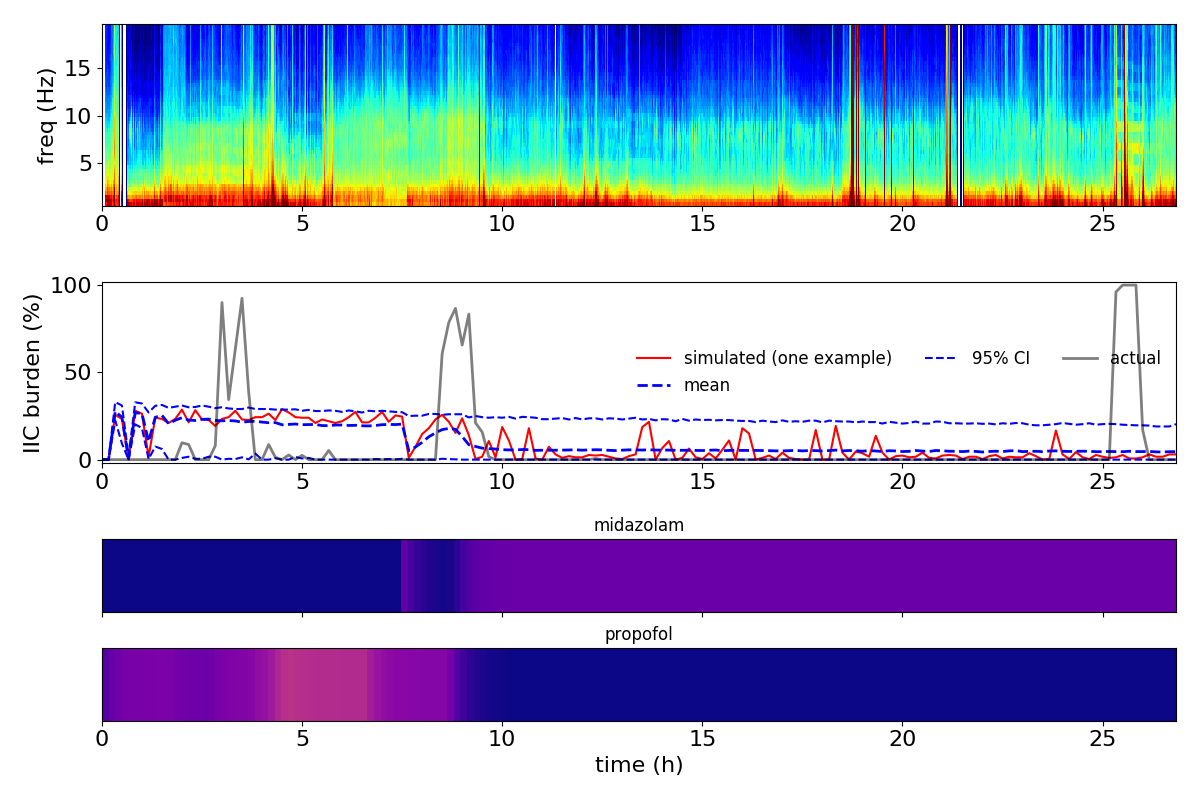 freq (Hz)
15
10
5
0 5 10 15 20 25
IIC burden (%)
100
50
0
simulated (one example) 95% CI actual
mean
0 5 10 15 20 25
midazolam
propofol
0 5 10 15 20 25
time (h)